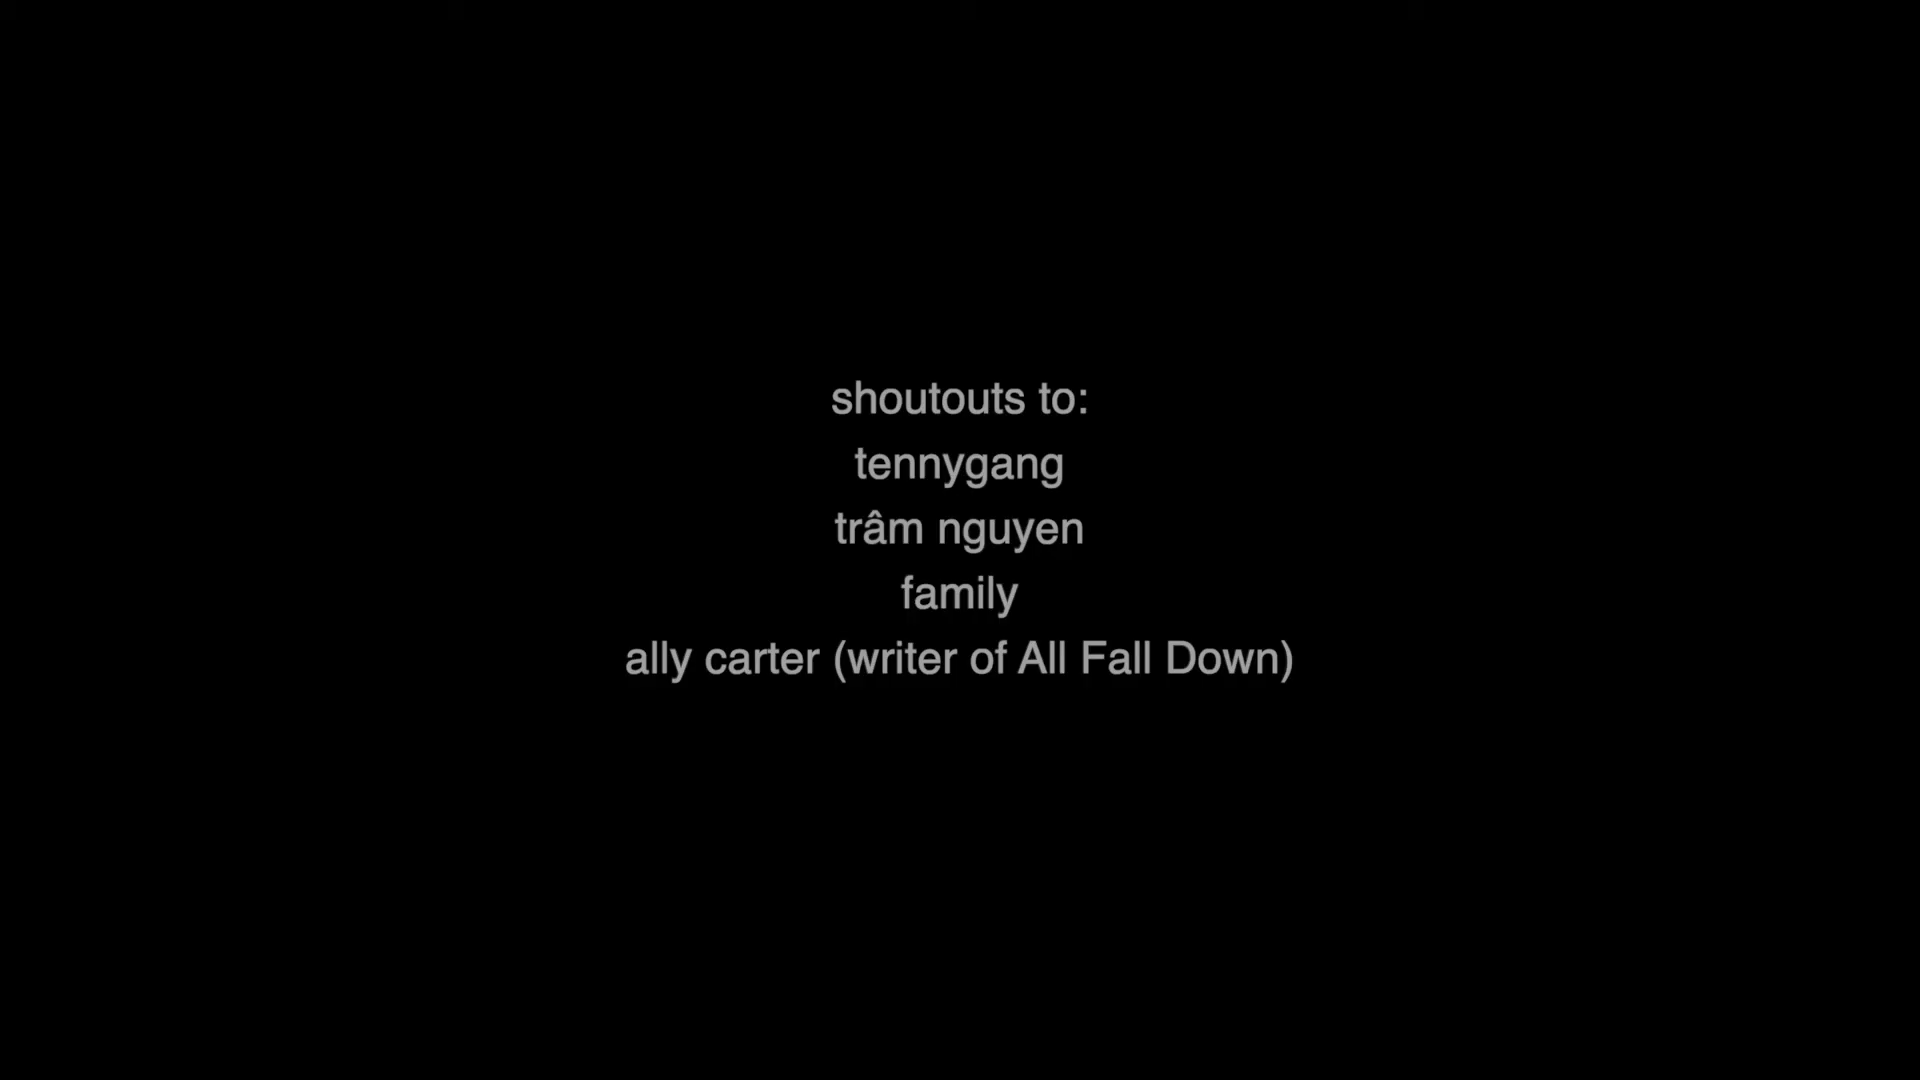 shoutouts to:
tennygang
trâm nguyen
family
ally carter (writer of All Fall Down)